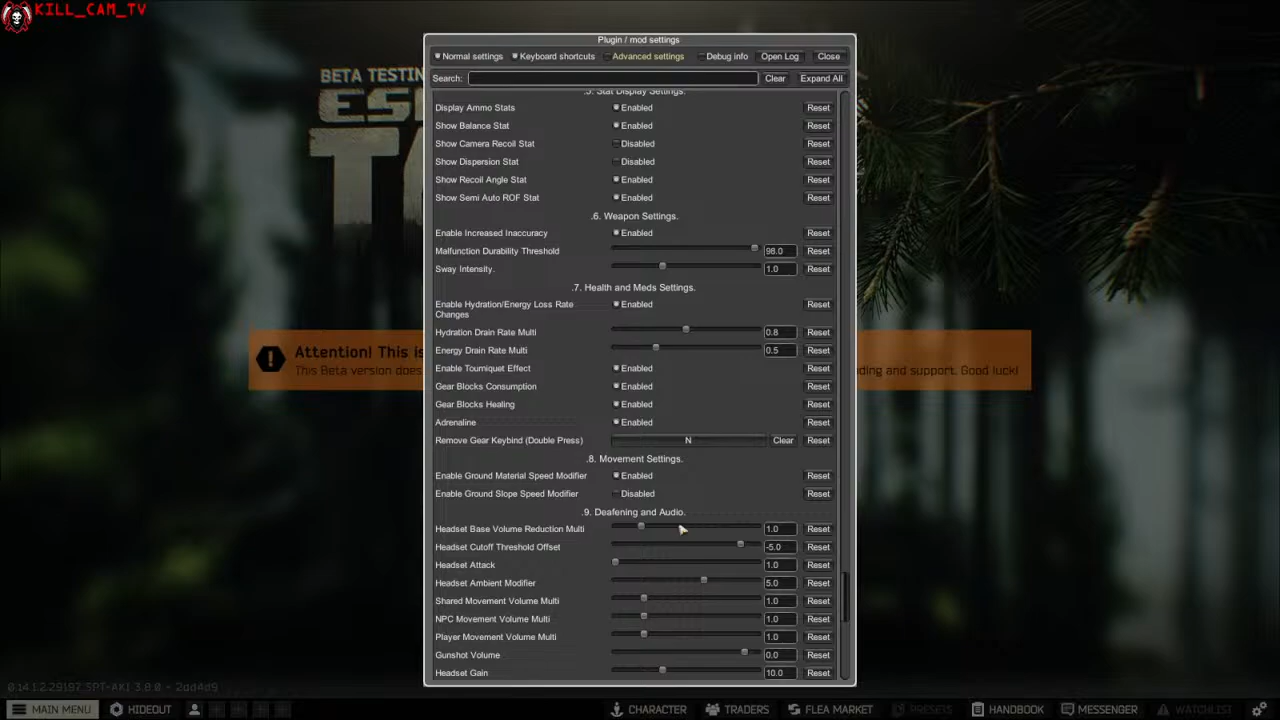 KILL_CAM_TV
Plugin / mod settings
Normal settings Keyboard shortcuts Advanced settings Debug info Open Log Close
Search: Clear Expand All
.5. Stat Display Settings.
Display Ammo Stats Enabled Reset
Show Balance Stat Enabled Reset
Show Camera Recoil Stat Disabled Reset
Show Dispersion Stat Disabled Reset
Show Recoil Angle Stat Enabled Reset
Show Semi Auto ROF Stat Enabled Reset
.6. Weapon Settings.
Enable Increased Inaccuracy Enabled Reset
Malfunction Durability Threshold 98.0 Reset
Sway Intensity. 1.0 Reset
.7. Health and Meds Settings.
Enable Hydration/Energy Loss Rate Changes Enabled Reset
Hydration Drain Rate Multi 0.8 Reset
Energy Drain Rate Multi 0.5 Reset
Enable Tourniquet Effect Enabled Reset
Gear Blocks Consumption Enabled Reset
Gear Blocks Healing Enabled Reset
Adrenaline Enabled Reset
Remove Gear Keybind (Double Press) N Clear Reset
.8. Movement Settings.
Enable Ground Material Speed Modifier Enabled Reset
Enable Ground Slope Speed Modifier Disabled Reset
.9. Deafening and Audio.
Headset Base Volume Reduction Multi 1.0 Reset
Headset Cutoff Threshold Offset -5.0 Reset
Headset Attack 1.0 Reset
Headset Ambient Modifier 5.0 Reset
Shared Movement Volume Multi 1.0 Reset
NPC Movement Volume Multi 1.0 Reset
Player Movement Volume Multi 1.0 Reset
Gunshot Volume 0.0 Reset
Headset Gain 10.0 Reset
BETA TESTIN
ES
TA
Attention! This is
This Beta version does ding and support. Good luck!
0.14.1.2.29197 SPT-AKI 3.8.0 - 2dd4d9
MAIN MENU HIDEOUT CHARACTER TRADERS FLEA MARKET PRESETS HANDBOOK MESSENGER WATCHLIST